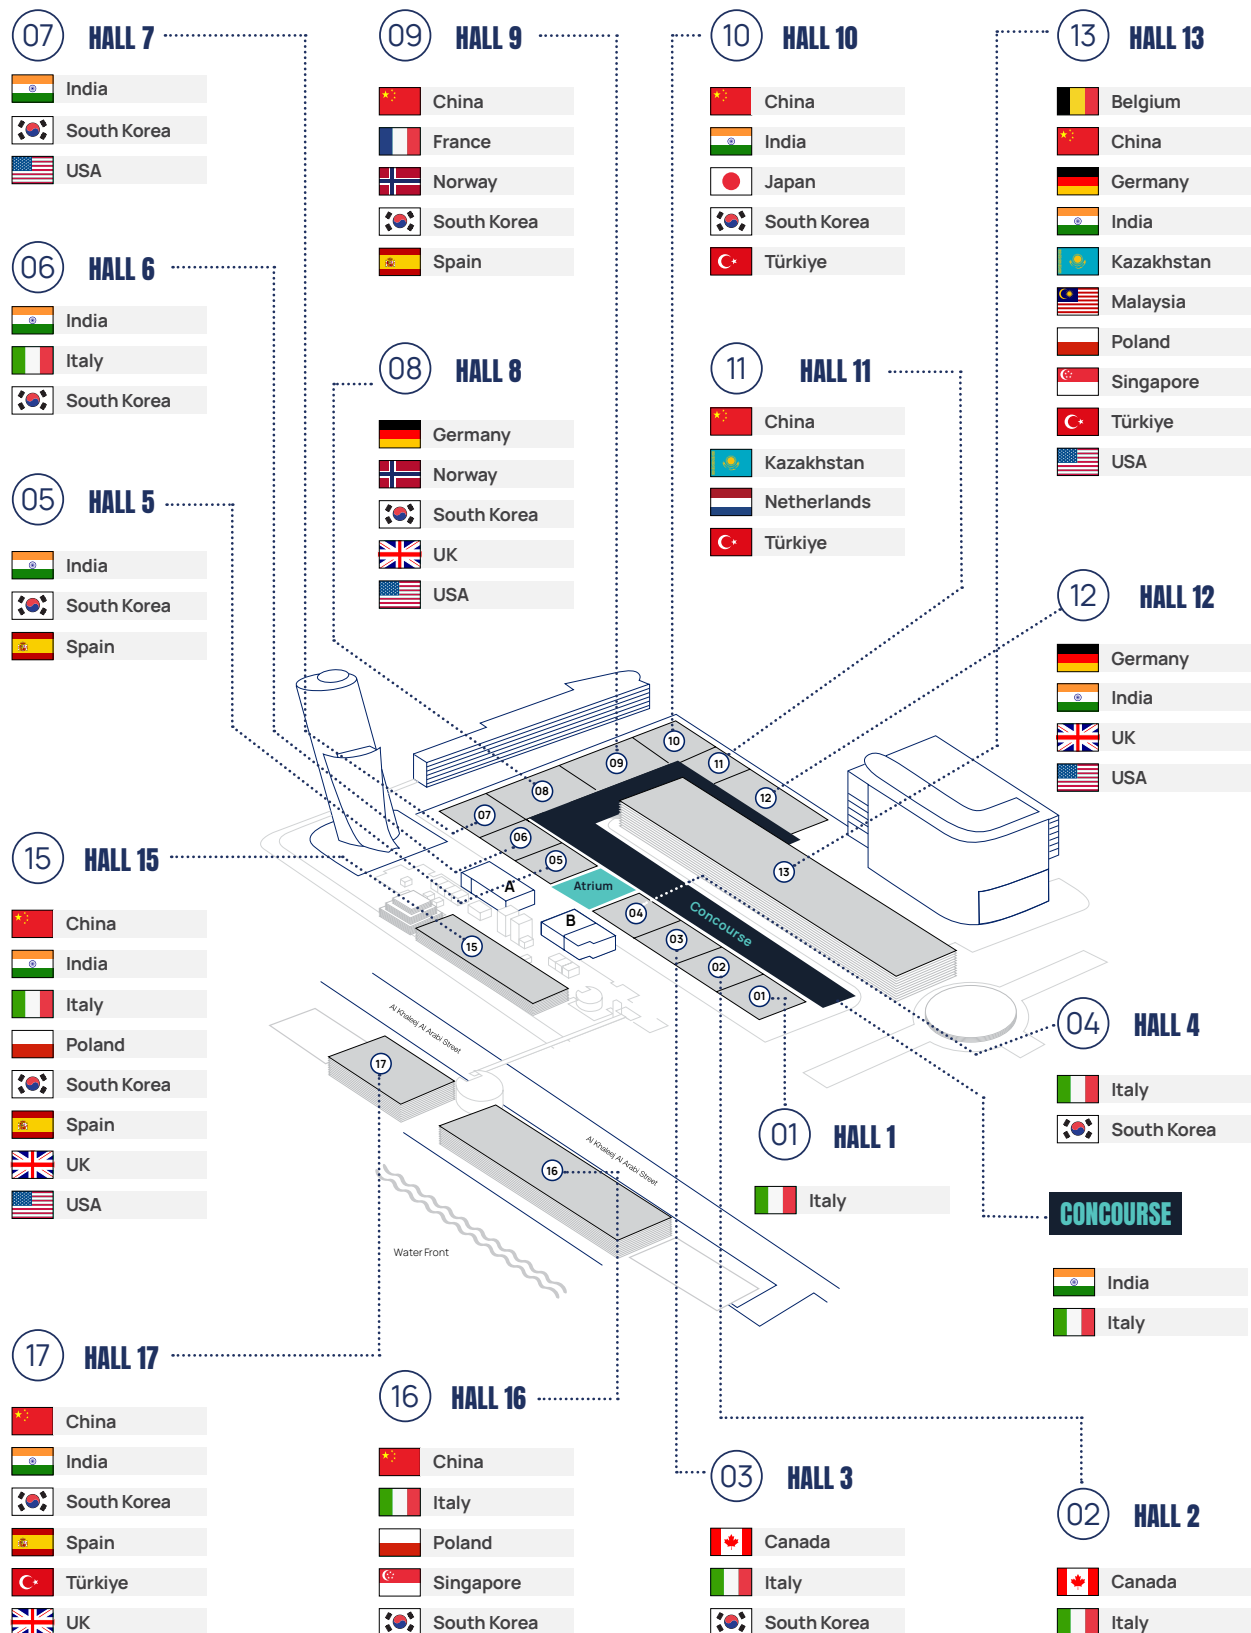 07 HALL 7
India
South Korea
USA
06 HALL 6
India
Italy
South Korea
05 HALL 5
India
South Korea
Spain
09 HALL 9
China
France
Norway
South Korea
Spain
08 HALL 8
Germany
Norway
South Korea
UK
USA
10 HALL 10
China
India
Japan
South Korea
Türkiye
11 HALL 11
China
Kazakhstan
Netherlands
Türkiye
13 HALL 13
Belgium
China
Germany
India
Kazakhstan
Malaysia
Poland
Singapore
Türkiye
USA
12 HALL 12
Germany
India
UK
USA
10
09
11
08
12
07
06
05
13
A
Atrium
04
B
Concourse
03
15
02
01
Al Khaleej Al Arabi Street
17
16
Al Khaleej Al Arabi Street
Water Front
15 HALL 15
China
India
Italy
Poland
South Korea
Spain
UK
USA
04 HALL 4
Italy
South Korea
01 HALL 1
Italy
CONCOURSE
India
Italy
17 HALL 17
China
India
South Korea
Spain
Türkiye
UK
16 HALL 16
China
Italy
Poland
Singapore
South Korea
03 HALL 3
Canada
Italy
South Korea
02 HALL 2
Canada
Italy